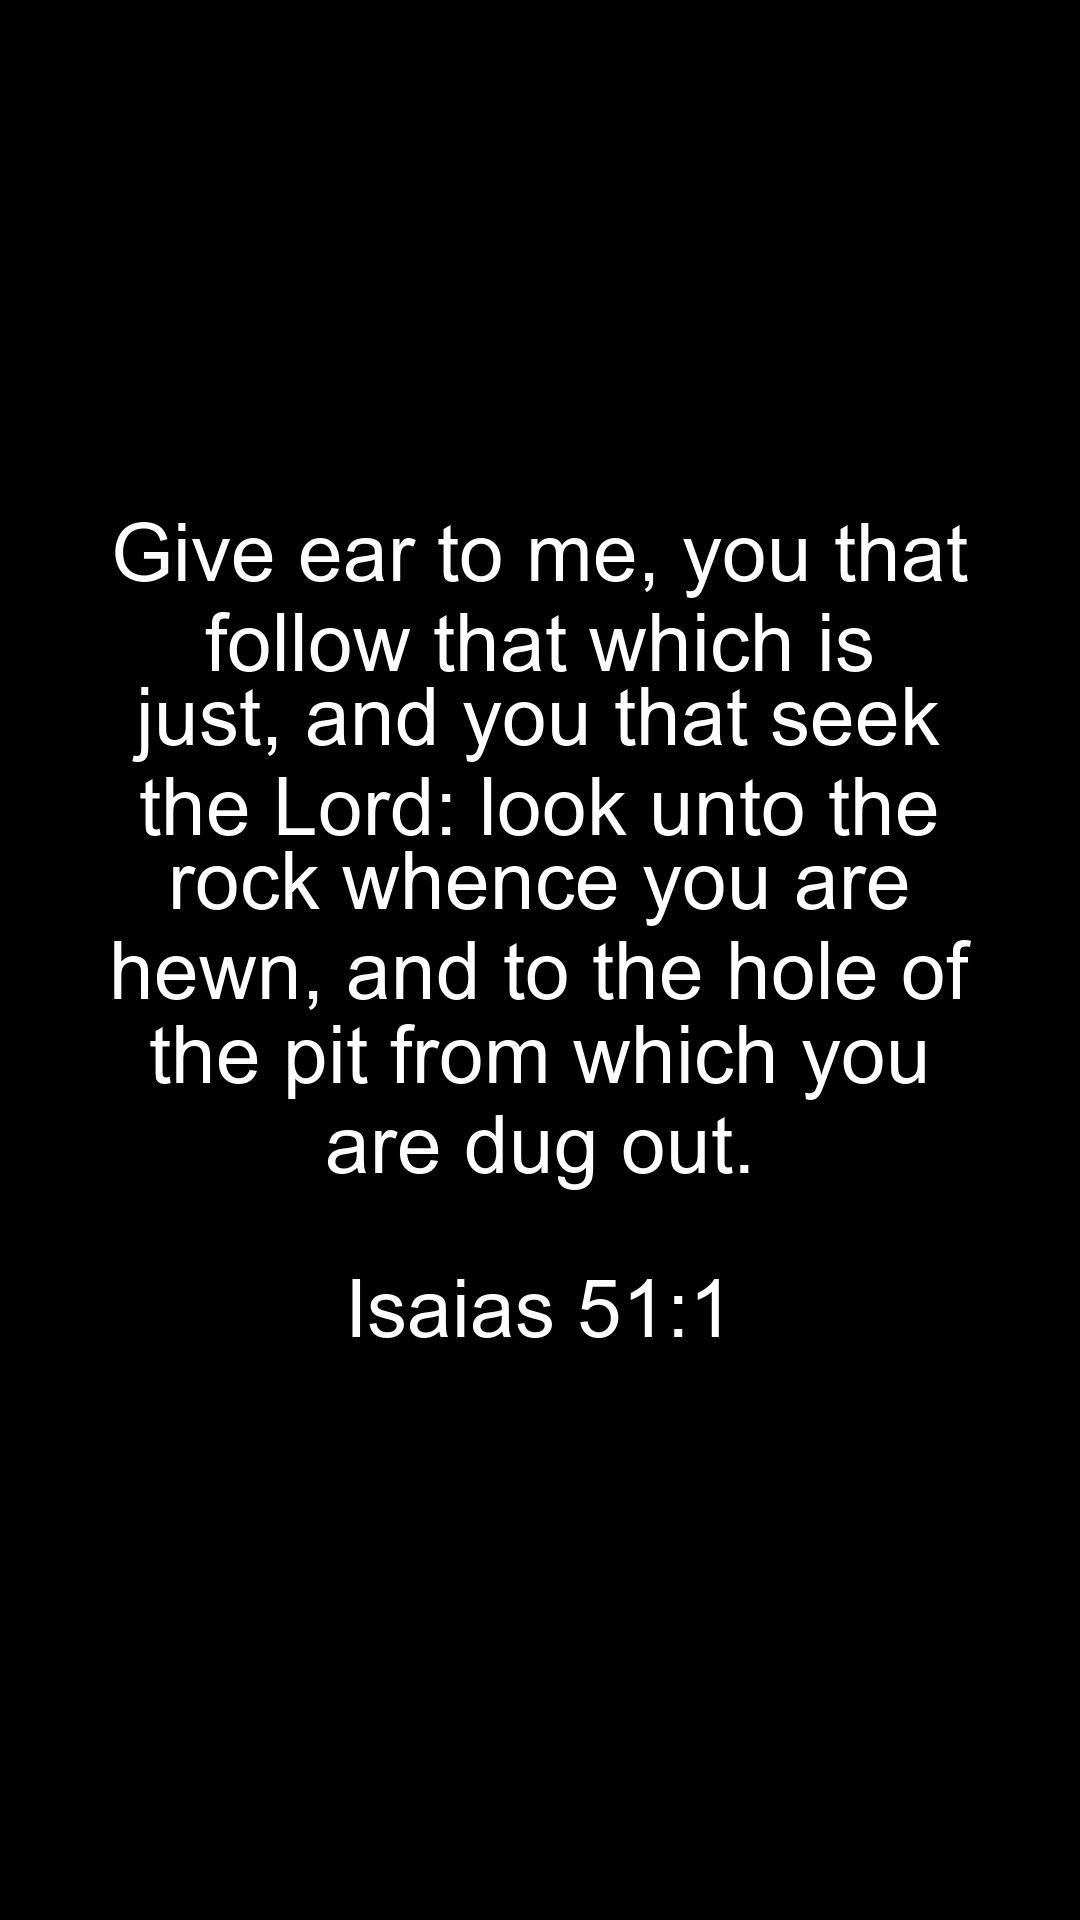 Give ear to me, you that
follow that which is
just, and you that seek
the Lord: look unto the
rock whence you are
hewn, and to the hole of
the pit from which you
are dug out.
Isaias 51:1